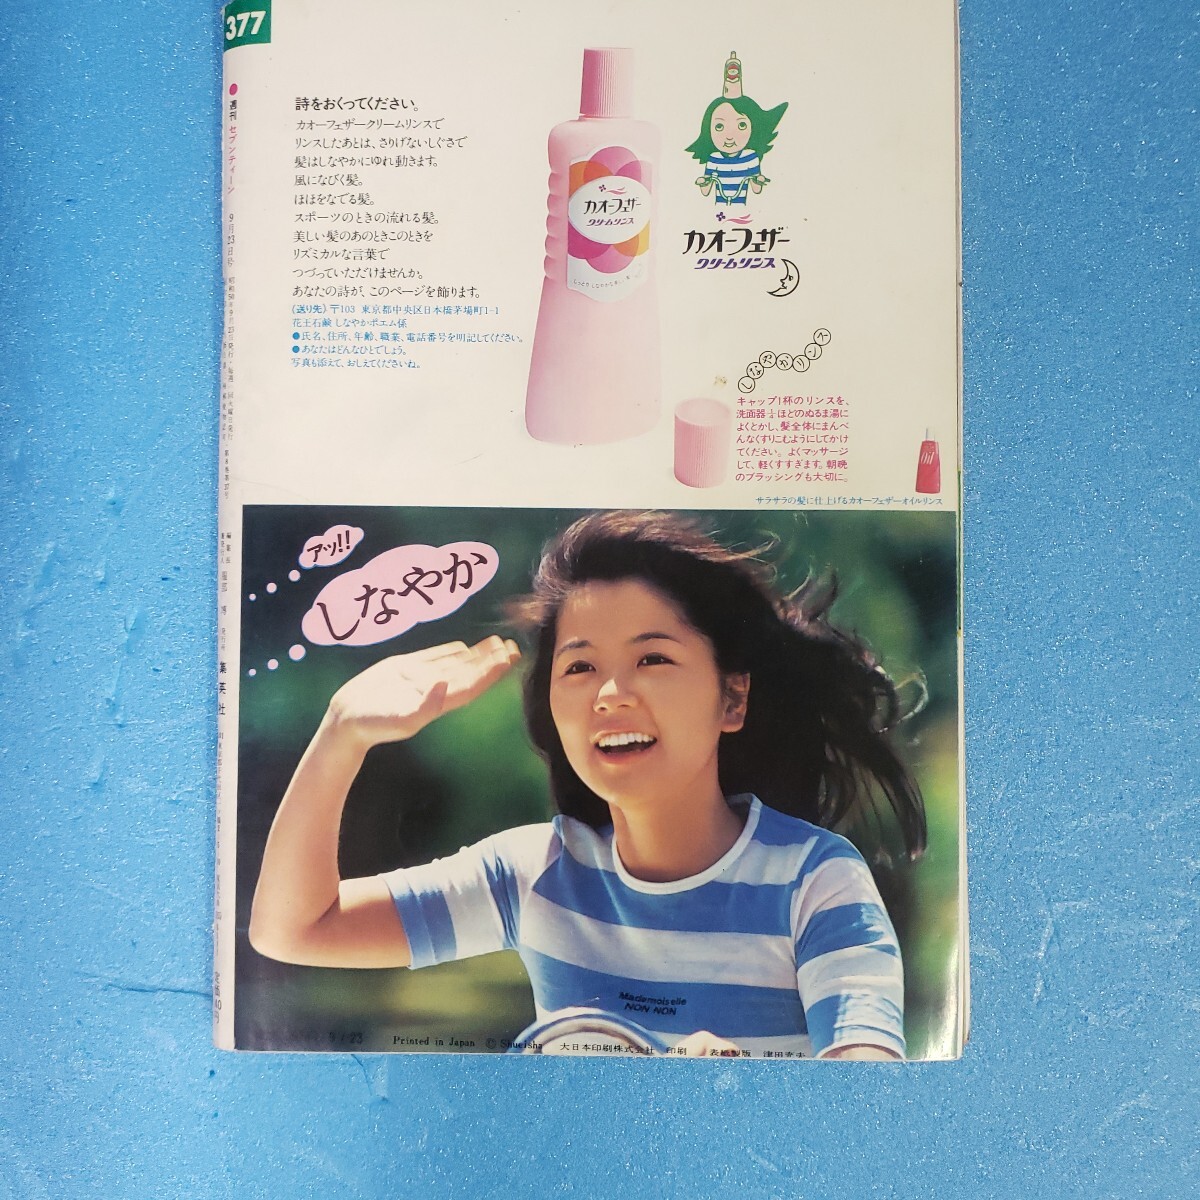 377
週刊セブンティーン 9月23日号
集英社
詩をおくってください。
カオーフェザークリームリンスで
リンスしたあとは、さりげないしぐさで
髪はしなやかにゆれ動きます。
風になびく髪。
ほほをなでる髪。
スポーツのときの流れる髪。
美しい髪のあのときこのときを
リズミカルな言葉で
つづっていただけませんか。
あなたの詩が、このページを飾ります。
(送り先)〒103 東京都中央区日本橋茅場町1-1
花王石鹸 しなやかポエム係
●氏名、住所、年齢、職業、電話番号を明記してください。
●あなたはどんなひとでしょう。
写真も添えて、おしえてくださいね。
カオーフェザー
クリームリンス
カオーフェザー
クリームリンス
しなやかリンス
キャップ1杯のリンスを、
洗面器⅓ほどのぬるま湯に
よくとかし、髪全体にまんべ
んなくすりこむようにしてかけ
てください。よくマッサージ
して、軽くすすぎます。朝晩
のブラッシングも大切に。
Oil
サラサラの髪に仕上げるカオーフェザーオイルリンス
アッ!!
しなやか
Mademoiselle
NON NON
Printed in Japan © Shueisha 大日本印刷株式会社 印刷 表紙製版